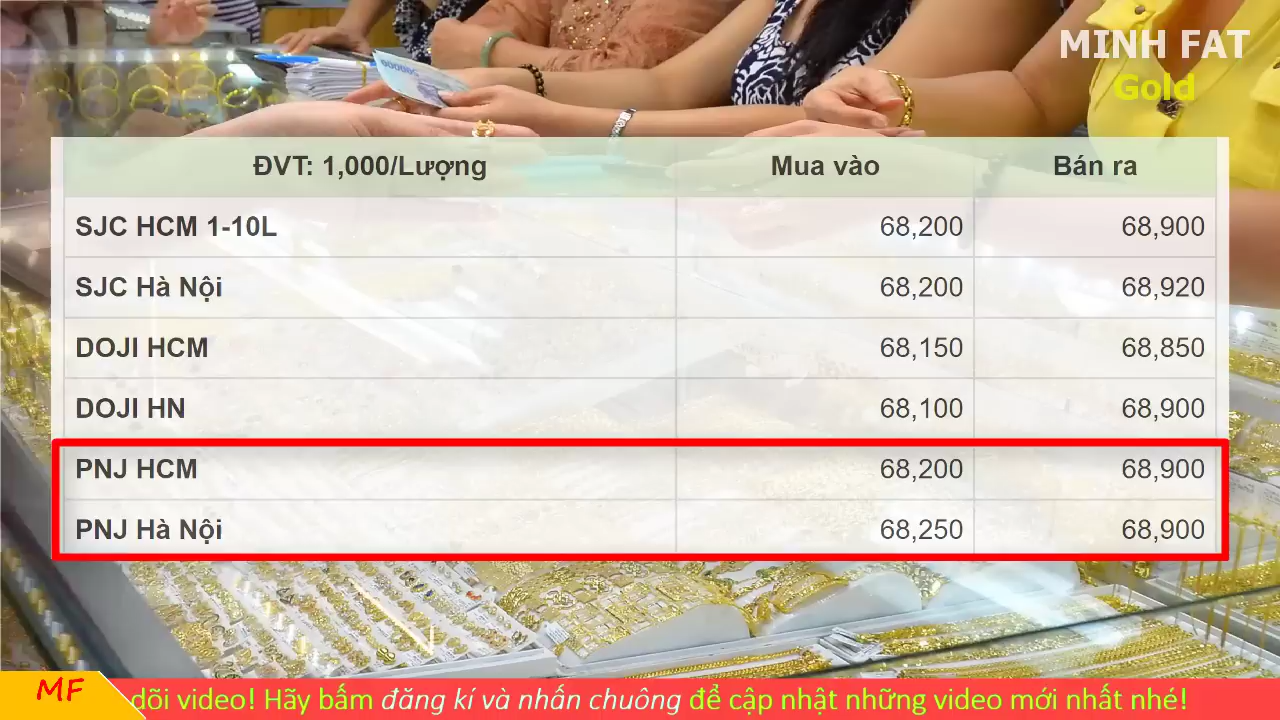 MINH FAT
Gold
ĐVT: 1,000/Lượng Mua vào Bán ra
SJC HCM 1-10L 68,200 68,900
SJC Hà Nội 68,200 68,920
DOJI HCM 68,150 68,850
DOJI HN 68,100 68,900
PNJ HCM 68,200 68,900
PNJ Hà Nội 68,250 68,900
MF dõi video! Hãy bấm đăng kí và nhấn chuông để cập nhật những video mới nhất nhé!